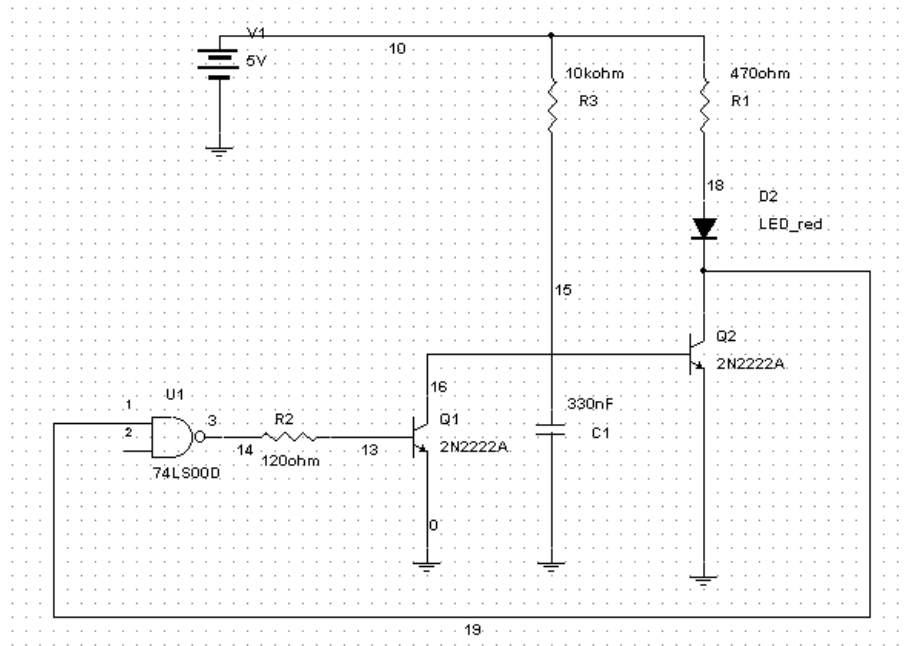 V1
10
5V
10kohm
R3
470ohm
R1
18
D2
LED_red
15
Q2
2N2222A
16
U1
1
2
3
R2
14
120ohm
13
Q1
2N2222A
330nF
C1
74LS00D
0
19